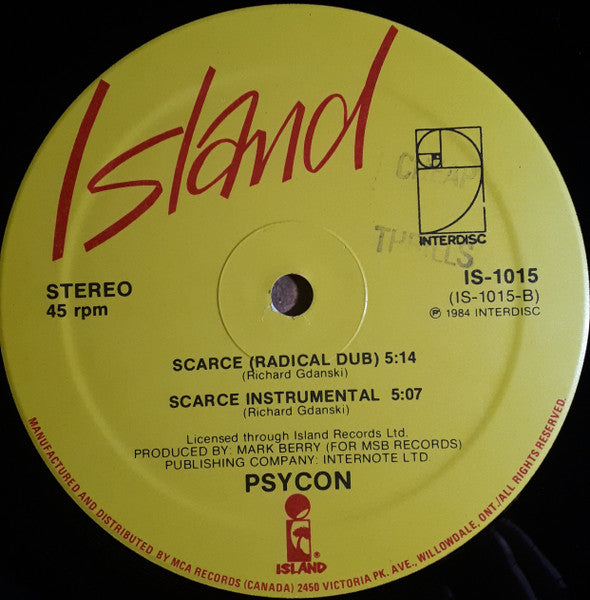 Island
CHEAP
THRILLS
INTERDISC
STEREO
45 rpm
IS-1015
(IS-1015-B)
℗ 1984 INTERDISC
SCARCE (RADICAL DUB) 5:14
(Richard Gdanski)
SCARCE INSTRUMENTAL 5:07
(Richard Gdanski)
Licensed through Island Records Ltd.
PRODUCED BY: MARK BERRY (FOR MSB RECORDS)
PUBLISHING COMPANY: INTERNOTE LTD
PSYCON
ISLAND®
MANUFACTURED AND DISTRIBUTED BY MCA RECORDS (CANADA) 2450 VICTORIA PK. AVE., WILLOWDALE, ONT./ALL RIGHTS RESERVED.